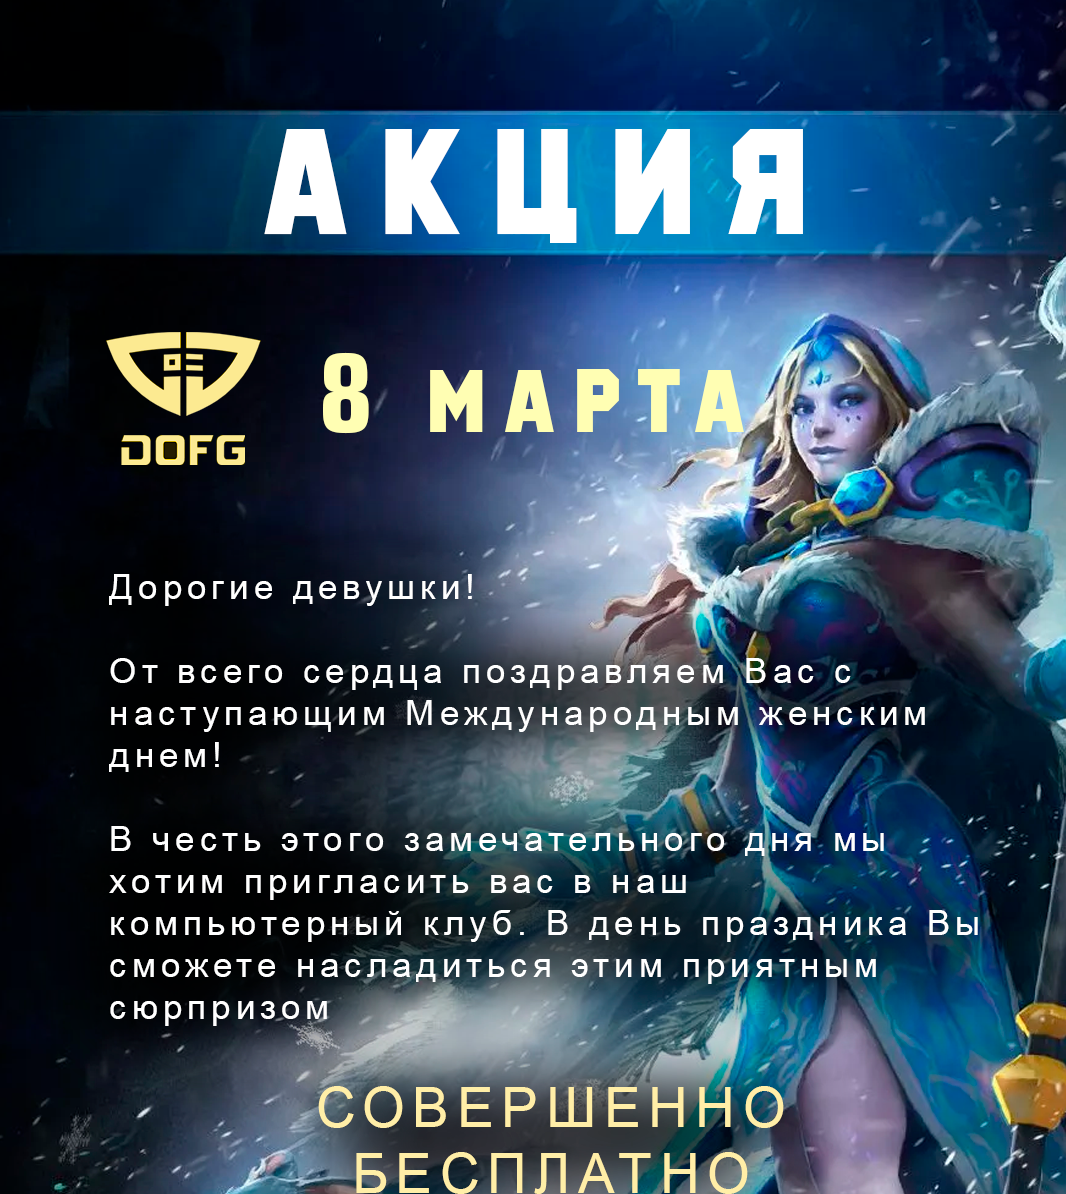 АКЦИЯ
8 МАРТА
DOFG
Дорогие девушки!
От всего сердца поздравляем Вас с
наступающим Международным женским
днем!
В честь этого замечательного дня мы
хотим пригласить вас в наш
компьютерный клуб. В день праздника Вы
сможете насладиться этим приятным
сюрпризом
СОВЕРШЕННО
БЕСПЛАТНО